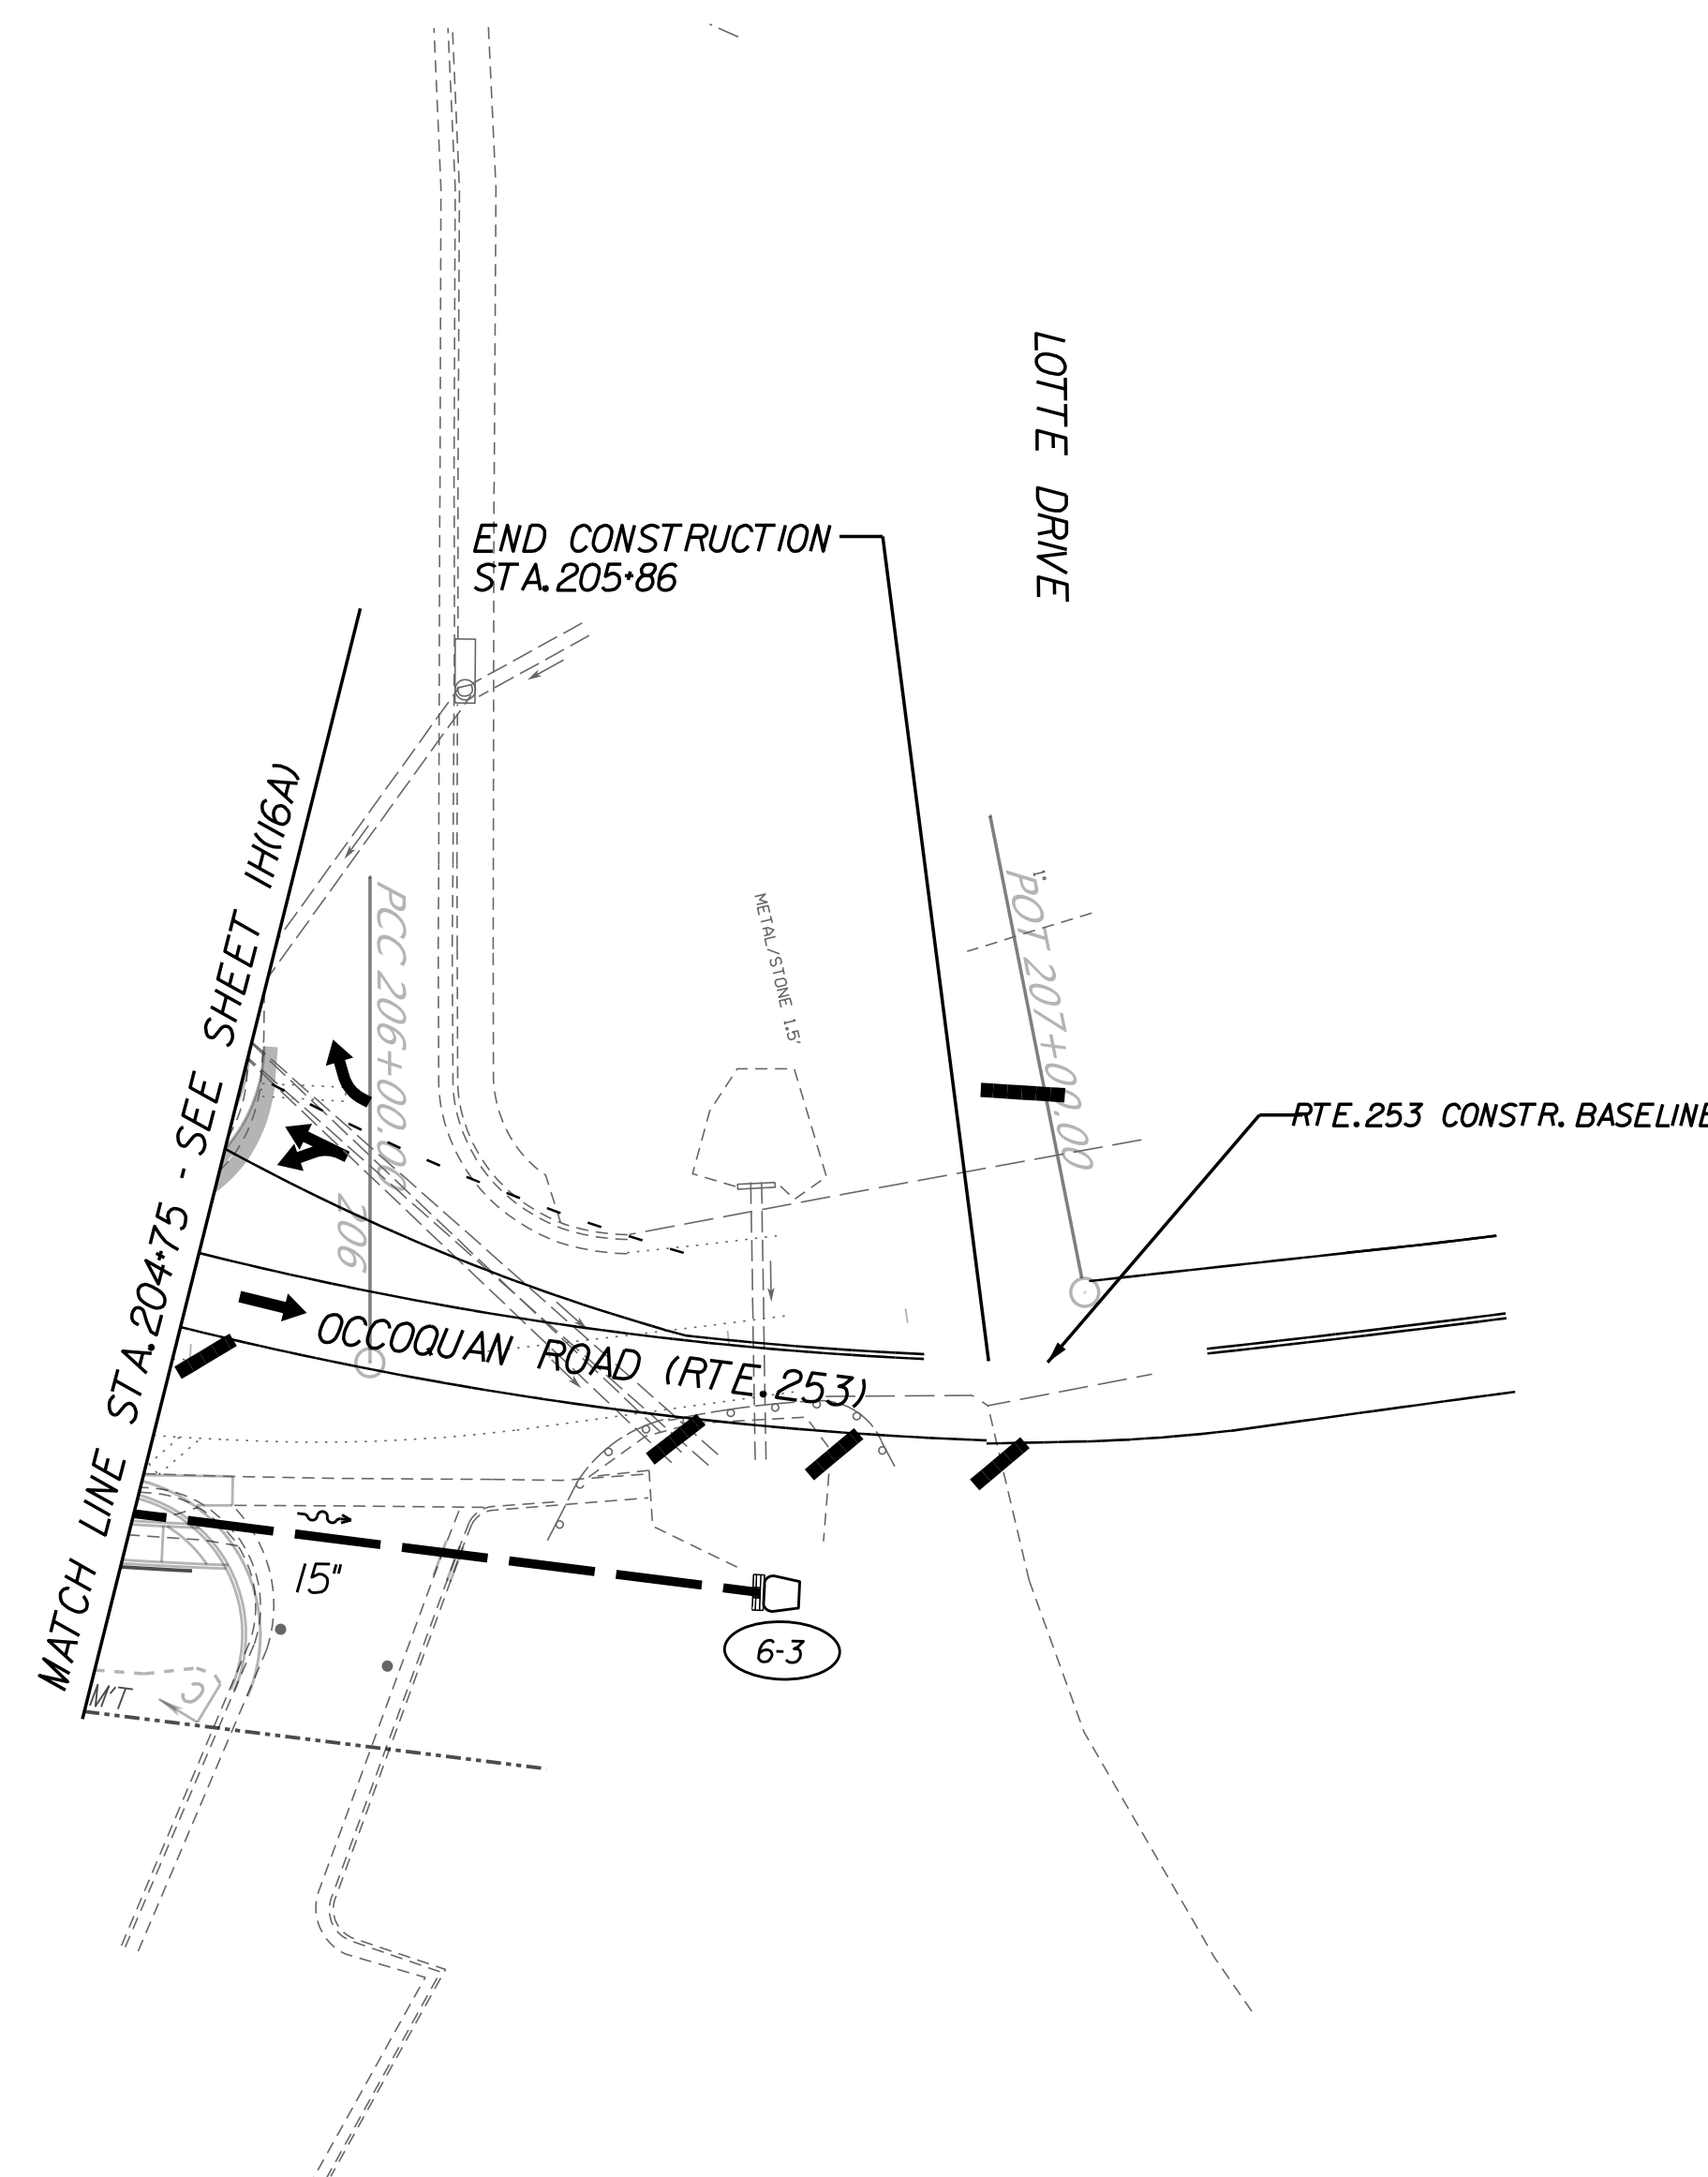 LOTTE DRIVE
END CONSTRUCTION
STA. 205+86
MATCH LINE STA. 204+75 - SEE SHEET 1H(16A)
PCC 206+00.00
206
METAL/STONE 1.5'
1'
POT 207+00.00
RTE. 253 CONSTR. BASELINE
OCCOQUAN ROAD (RTE. 253)
15"
6-3